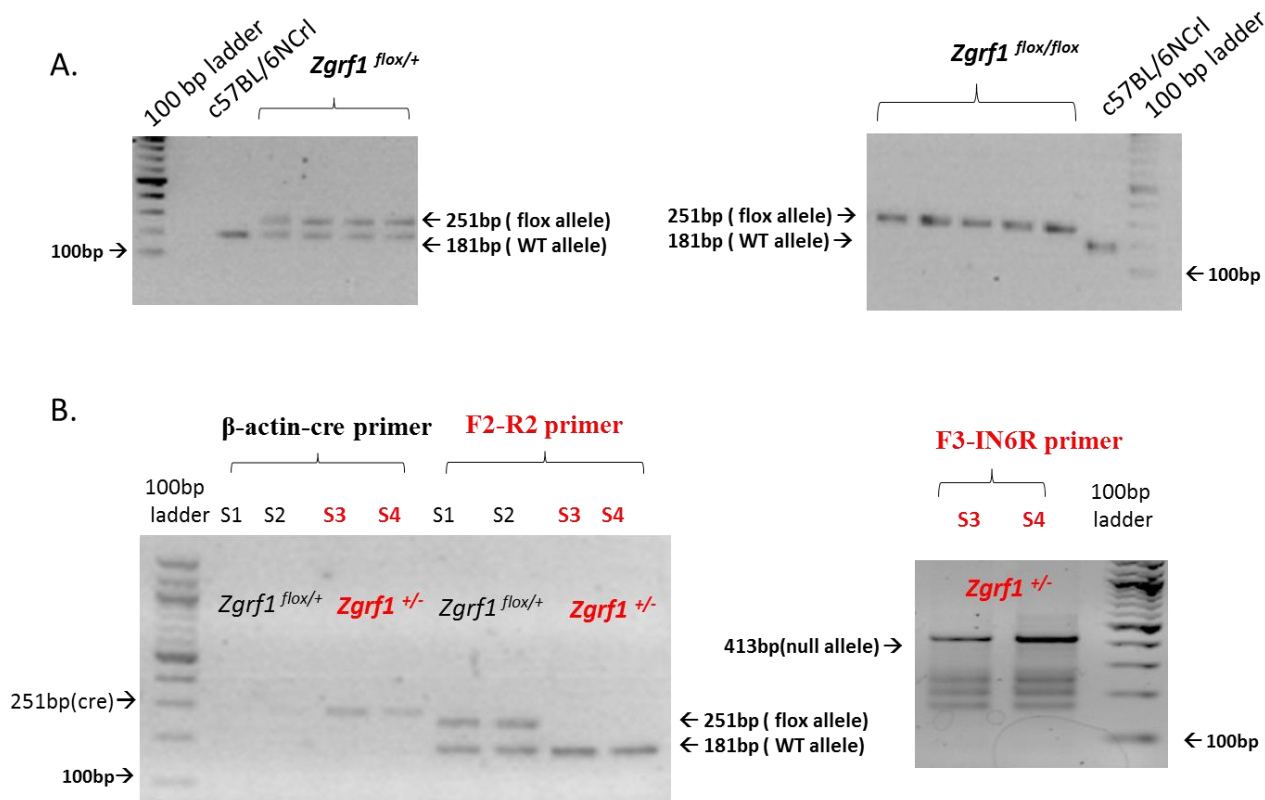 A.
100 bp ladder
c57BL/6NCrl
Zgrf1 flox/+
Zgrf1 flox/flox
c57BL/6NCrl
100 bp ladder
100bp →
← 251bp ( flox allele)
← 181bp ( WT allele)
251bp ( flox allele) →
181bp ( WT allele) →
← 100bp
B.
β-actin-cre primer
F2-R2 primer
100bp
ladder
S1 S2 S3 S4 S1 S2 S3 S4
Zgrf1 flox/+ Zgrf1 +/- Zgrf1 flox/+ Zgrf1 +/-
251bp(cre) →
100bp →
← 251bp ( flox allele)
← 181bp ( WT allele)
F3-IN6R primer
S3 S4
100bp
ladder
Zgrf1 +/-
413bp(null allele) →
← 100bp